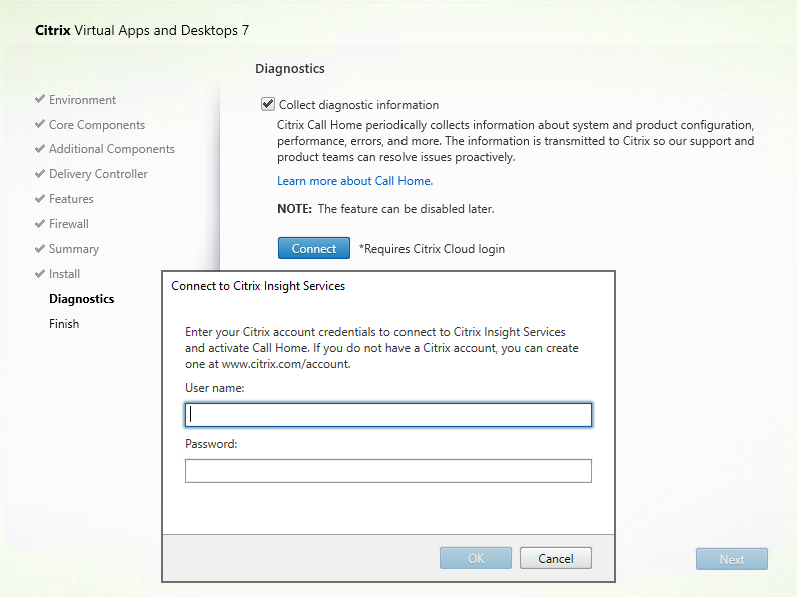 Citrix Virtual Apps and Desktops 7
Diagnostics
Environment
Core Components
Additional Components
Delivery Controller
Features
Firewall
Summary
Install
Diagnostics
Finish
Collect diagnostic information
Citrix Call Home periodically collects information about system and product configuration,
performance, errors, and more. The information is transmitted to Citrix so our support and
product teams can resolve issues proactively.
Learn more about Call Home.
NOTE: The feature can be disabled later.
Connect *Requires Citrix Cloud login
Connect to Citrix Insight Services
Enter your Citrix account credentials to connect to Citrix Insight Services
and activate Call Home. If you do not have a Citrix account, you can create
one at www.citrix.com/account.
User name:
Password:
OK Cancel
Next